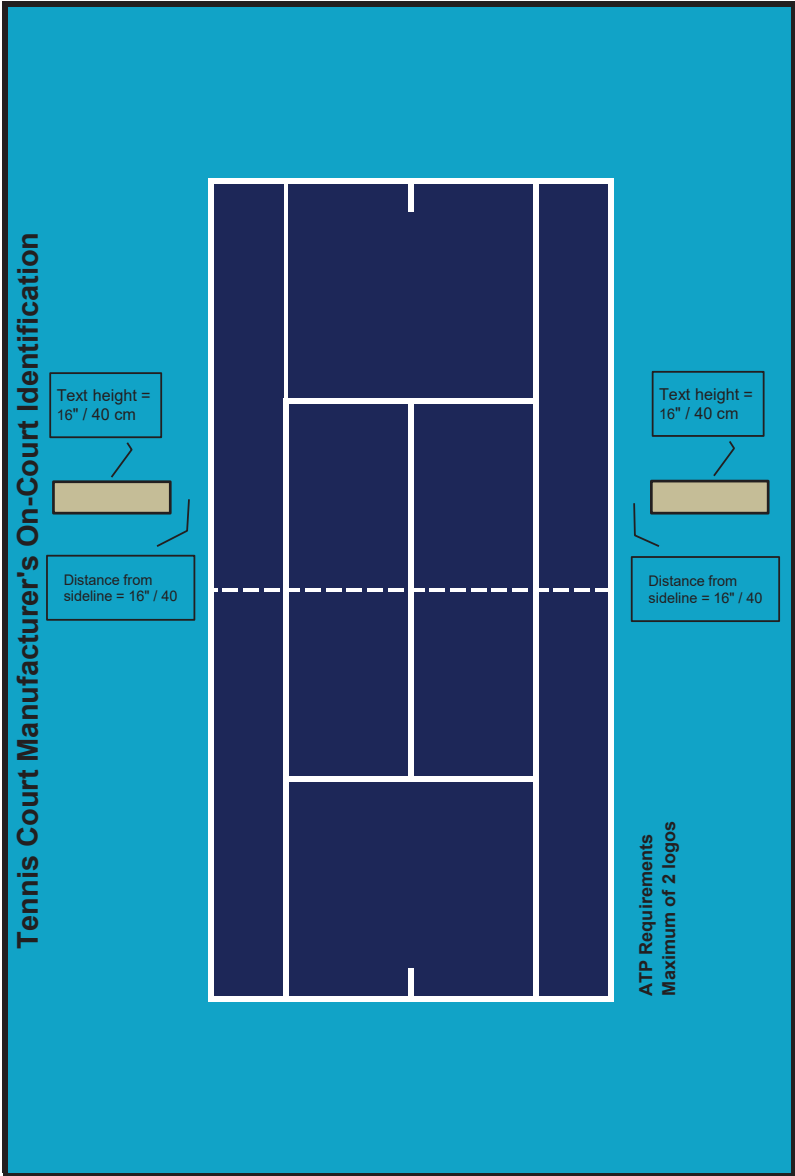 Tennis Court Manufacturer's On-Court Identification
Text height =
16" / 40 cm
Text height =
16" / 40 cm
Distance from
sideline = 16" / 40
Distance from
sideline = 16" / 40
ATP Requirements
Maximum of 2 logos